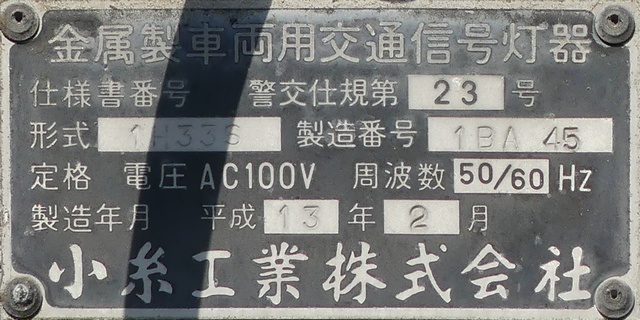 金属製車両用交通信号灯器
仕様書番号 警交仕規第 23 号
形式 1H33S 製造番号 1BA 45
定格 電圧 AC100V 周波数 50/60 Hz
製造年月 平成 13 年 2 月
小糸工業株式会社